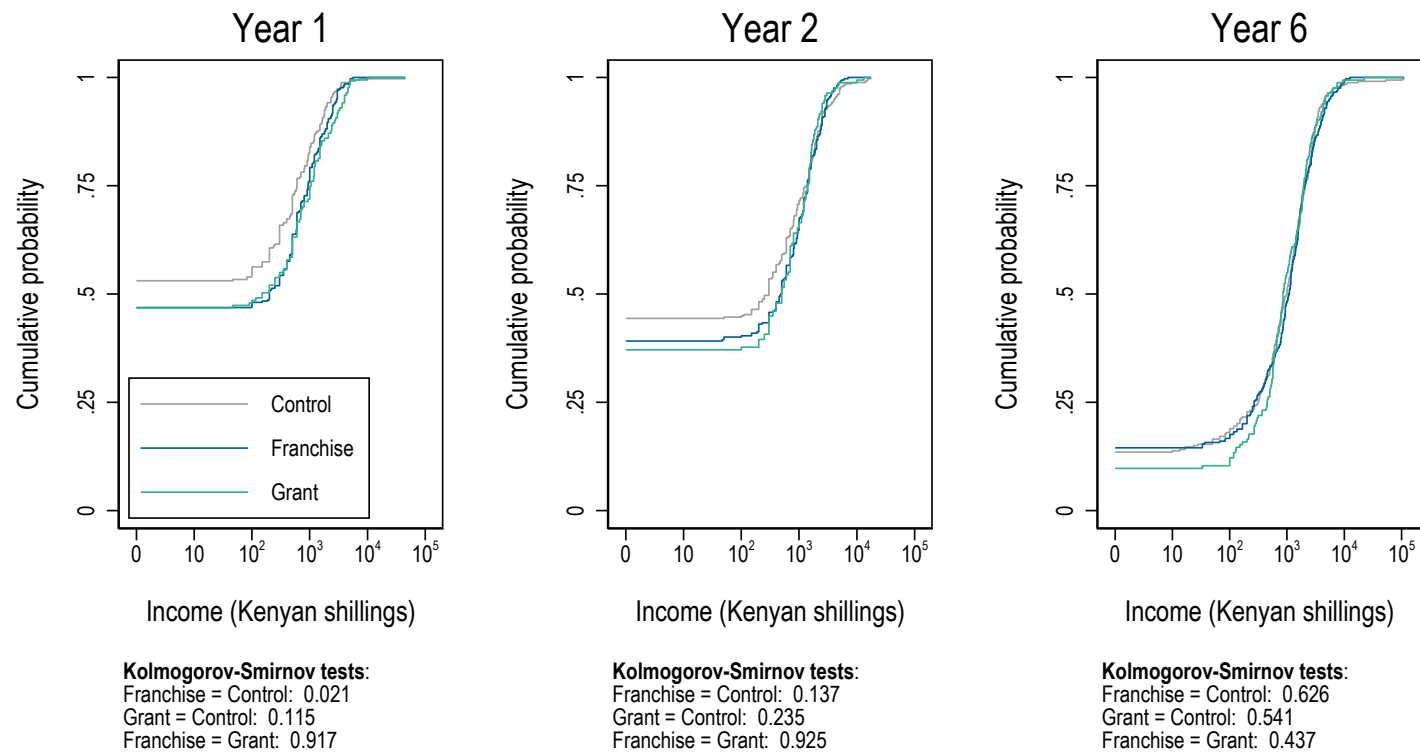 Year 1
Year 2
Year 6
Cumulative probability
1
.75
.5
.25
0
0 10 10² 10³ 10⁴ 10⁵
Income (Kenyan shillings)
Control
Franchise
Grant
Cumulative probability
1
.75
.5
.25
0
0 10 10² 10³ 10⁴ 10⁵
Income (Kenyan shillings)
Cumulative probability
1
.75
.5
.25
0
0 10 10² 10³ 10⁴ 10⁵
Income (Kenyan shillings)
Kolmogorov-Smirnov tests:
Franchise = Control: 0.021
Grant = Control: 0.115
Franchise = Grant: 0.917
Kolmogorov-Smirnov tests:
Franchise = Control: 0.137
Grant = Control: 0.235
Franchise = Grant: 0.925
Kolmogorov-Smirnov tests:
Franchise = Control: 0.626
Grant = Control: 0.541
Franchise = Grant: 0.437